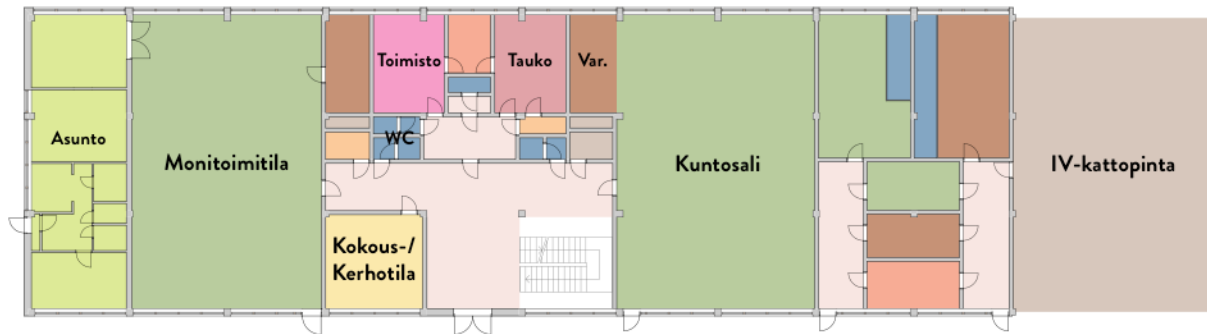 Toimisto
Tauko
Var.
Asunto
WC
Monitoimitila
Kuntosali
IV-kattopinta
Kokous-/
Kerhotila